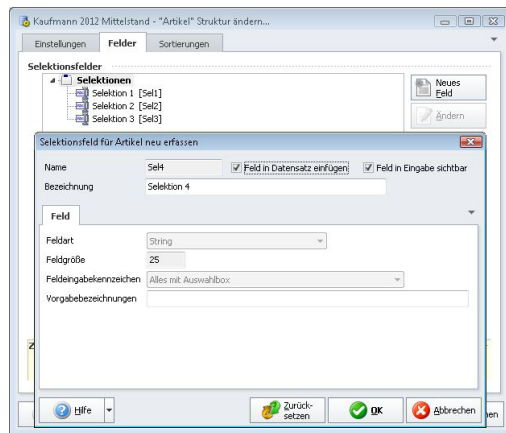 Kaufmann 2012 Mittelstand - "Artikel" Struktur ändern...
Einstellungen Felder Sortierungen
Selektionsfelder
Selektionen
Selektion 1 [Sel1]
Selektion 2 [Sel2]
Selektion 3 [Sel3]
Neues
Feld
Ändern
Selektionsfeld für Artikel neu erfassen
Name Sel4 Feld in Datensatz einfügen Feld in Eingabe sichtbar
Bezeichnung Selektion 4
Feld
Feldart String
Feldgröße 25
Feldeingabekennzeichen Alles mit Auswahlbox
Vorgabebezeichnungen
Hilfe
Zurück-
setzen
OK
Abbrechen